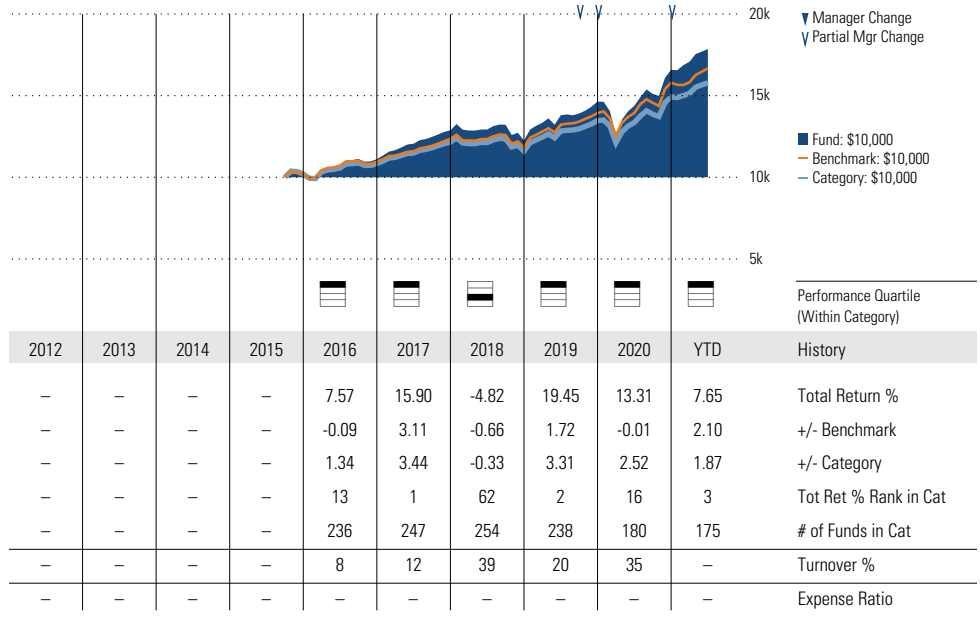 20k
▼ Manager Change
∨ Partial Mgr Change
15k
Fund: $10,000
Benchmark: $10,000
10k
Category: $10,000
5k
Performance Quartile
(Within Category)
2012 2013 2014 2015 2016 2017 2018 2019 2020 YTD History
– – – – 7.57 15.90 -4.82 19.45 13.31 7.65 Total Return %
– – – – -0.09 3.11 -0.66 1.72 -0.01 2.10 +/- Benchmark
– – – – 1.34 3.44 -0.33 3.31 2.52 1.87 +/- Category
– – – – 13 1 62 2 16 3 Tot Ret % Rank in Cat
– – – – 236 247 254 238 180 175 # of Funds in Cat
– – – – 8 12 39 20 35 – Turnover %
– – – – – – – – – – Expense Ratio